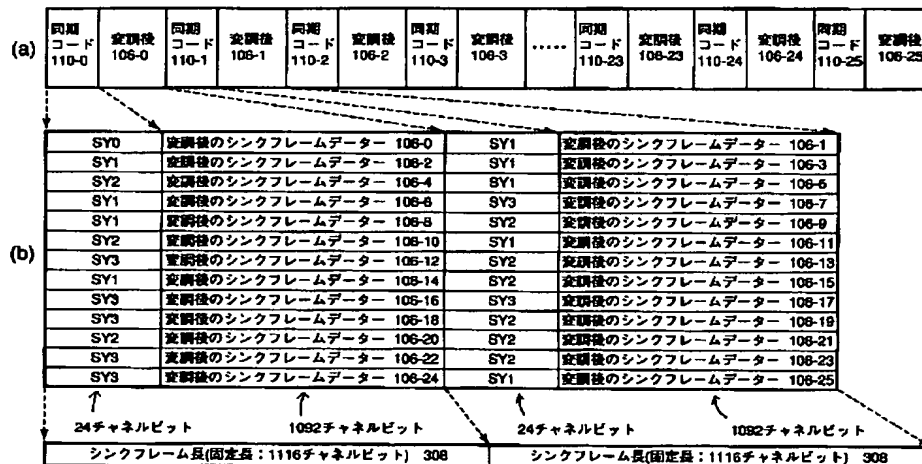 (a) 同期コード 110-0 変調後 106-0 同期コード 110-1 変調後 106-1 同期コード 110-2 変調後 106-2 同期コード 110-3 変調後 106-3 ‥‥‥ 同期コード 110-23 変調後 106-23 同期コード 110-24 変調後 106-24 同期コード 110-25 変調後 106-25
(b)
SY0 変調後のシンクフレームデーター 106-0 SY1 変調後のシンクフレームデーター 106-1
SY1 変調後のシンクフレームデーター 106-2 SY1 変調後のシンクフレームデーター 106-3
SY2 変調後のシンクフレームデーター 106-4 SY1 変調後のシンクフレームデーター 106-5
SY1 変調後のシンクフレームデーター 106-6 SY3 変調後のシンクフレームデーター 106-7
SY1 変調後のシンクフレームデーター 106-8 SY2 変調後のシンクフレームデーター 106-9
SY2 変調後のシンクフレームデーター 106-10 SY1 変調後のシンクフレームデーター 106-11
SY3 変調後のシンクフレームデーター 106-12 SY2 変調後のシンクフレームデーター 106-13
SY1 変調後のシンクフレームデーター 106-14 SY2 変調後のシンクフレームデーター 106-15
SY3 変調後のシンクフレームデーター 106-16 SY3 変調後のシンクフレームデーター 106-17
SY3 変調後のシンクフレームデーター 106-18 SY2 変調後のシンクフレームデーター 106-19
SY2 変調後のシンクフレームデーター 106-20 SY2 変調後のシンクフレームデーター 106-21
SY3 変調後のシンクフレームデーター 106-22 SY2 変調後のシンクフレームデーター 106-23
SY3 変調後のシンクフレームデーター 106-24 SY1 変調後のシンクフレームデーター 106-25
24チャネルビット 1092チャネルビット 24チャネルビット 1092チャネルビット
シンクフレーム長(固定長：1116チャネルビット) 308 シンクフレーム長(固定長：1116チャネルビット) 308